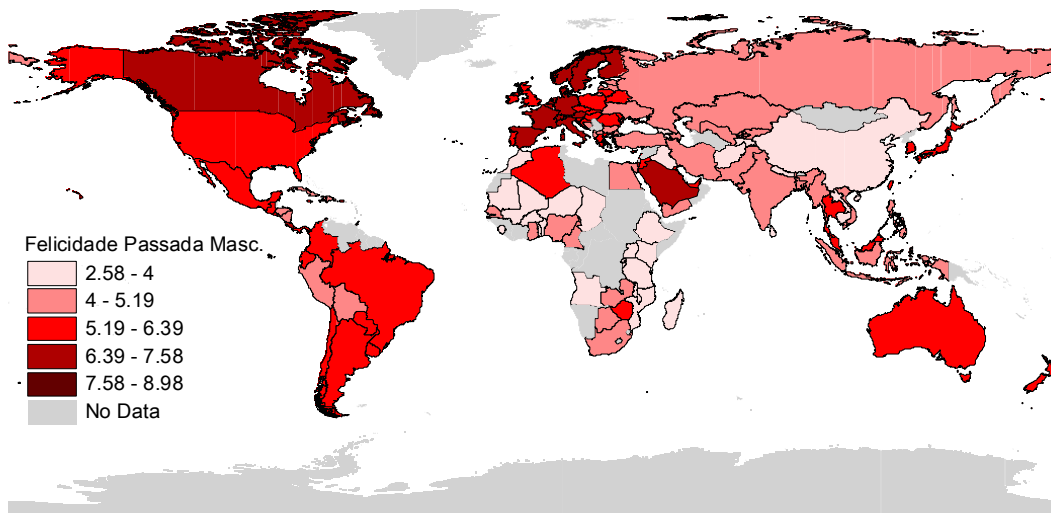 Felicidade Passada Masc.
2.58 - 4
4 - 5.19
5.19 - 6.39
6.39 - 7.58
7.58 - 8.98
No Data